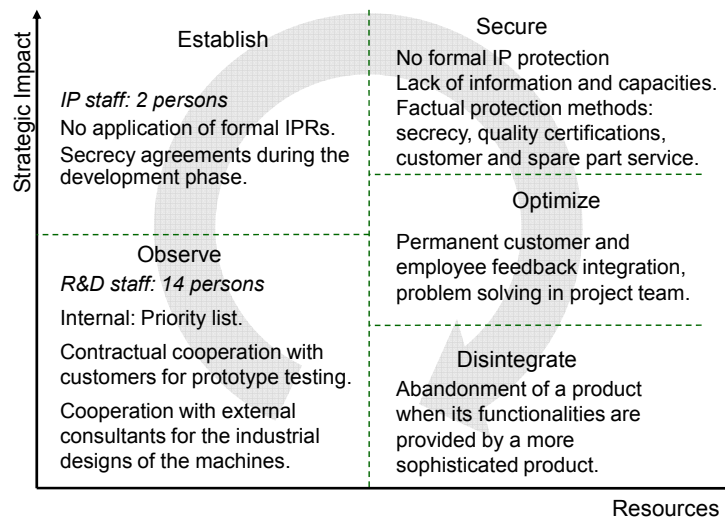 Strategic Impact
Establish
IP staff: 2 persons
No application of formal IPRs.
Secrecy agreements during the
development phase.
Secure
No formal IP protection
Lack of information and capacities.
Factual protection methods:
secrecy, quality certifications,
customer and spare part service.
Observe
R&D staff: 14 persons
Internal: Priority list.
Contractual cooperation with
customers for prototype testing.
Cooperation with external
consultants for the industrial
designs of the machines.
Optimize
Permanent customer and
employee feedback integration,
problem solving in project team.
Disintegrate
Abandonment of a product
when its functionalities are
provided by a more
sophisticated product.
Resources